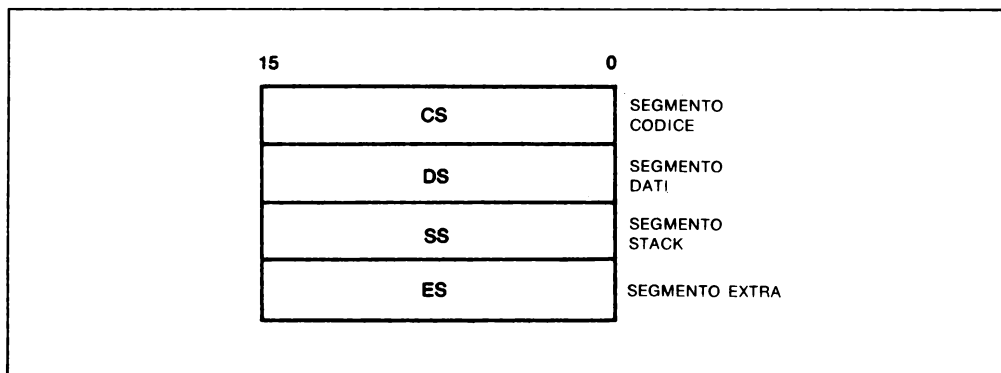 15 0
CS SEGMENTO
CODICE
DS SEGMENTO
DATI
SS SEGMENTO
STACK
ES SEGMENTO EXTRA